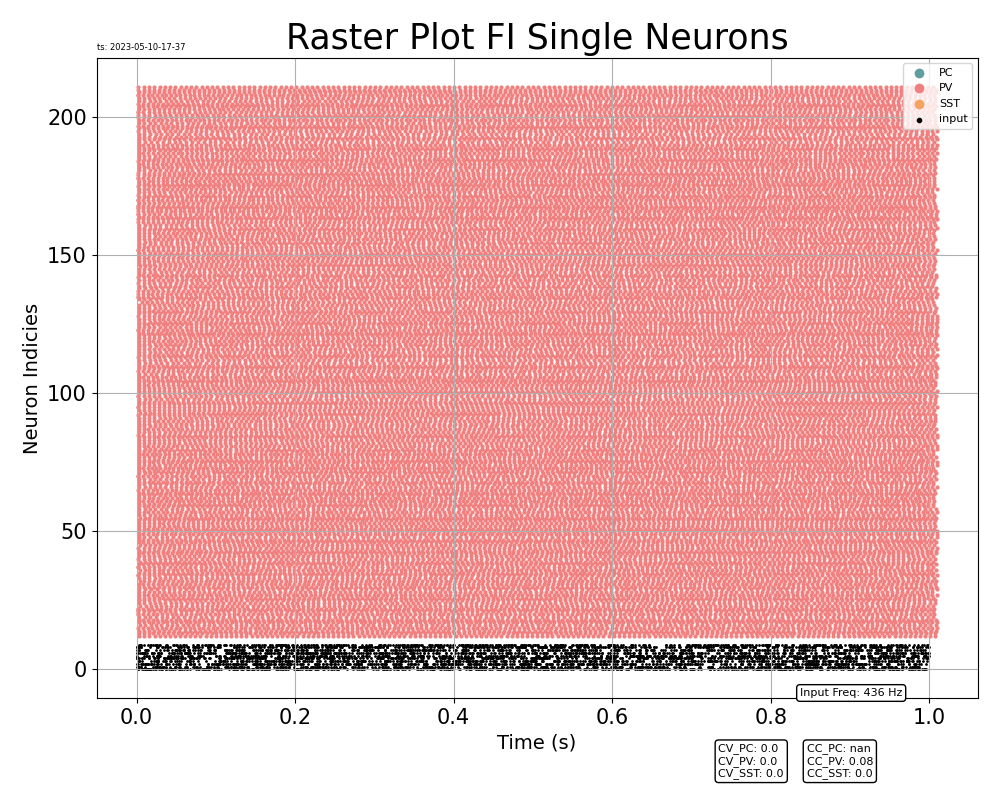 Raster Plot FI Single Neurons
ts: 2023-05-10-17-37
PC
PV
SST
input
200
150
100
50
0
Neuron Indicies
0.0 0.2 0.4 0.6 0.8 1.0
Input Freq: 436 Hz
Time (s)
CV_PC: 0.0
CV_PV: 0.0
CV_SST: 0.0
CC_PC: nan
CC_PV: 0.08
CC_SST: 0.0